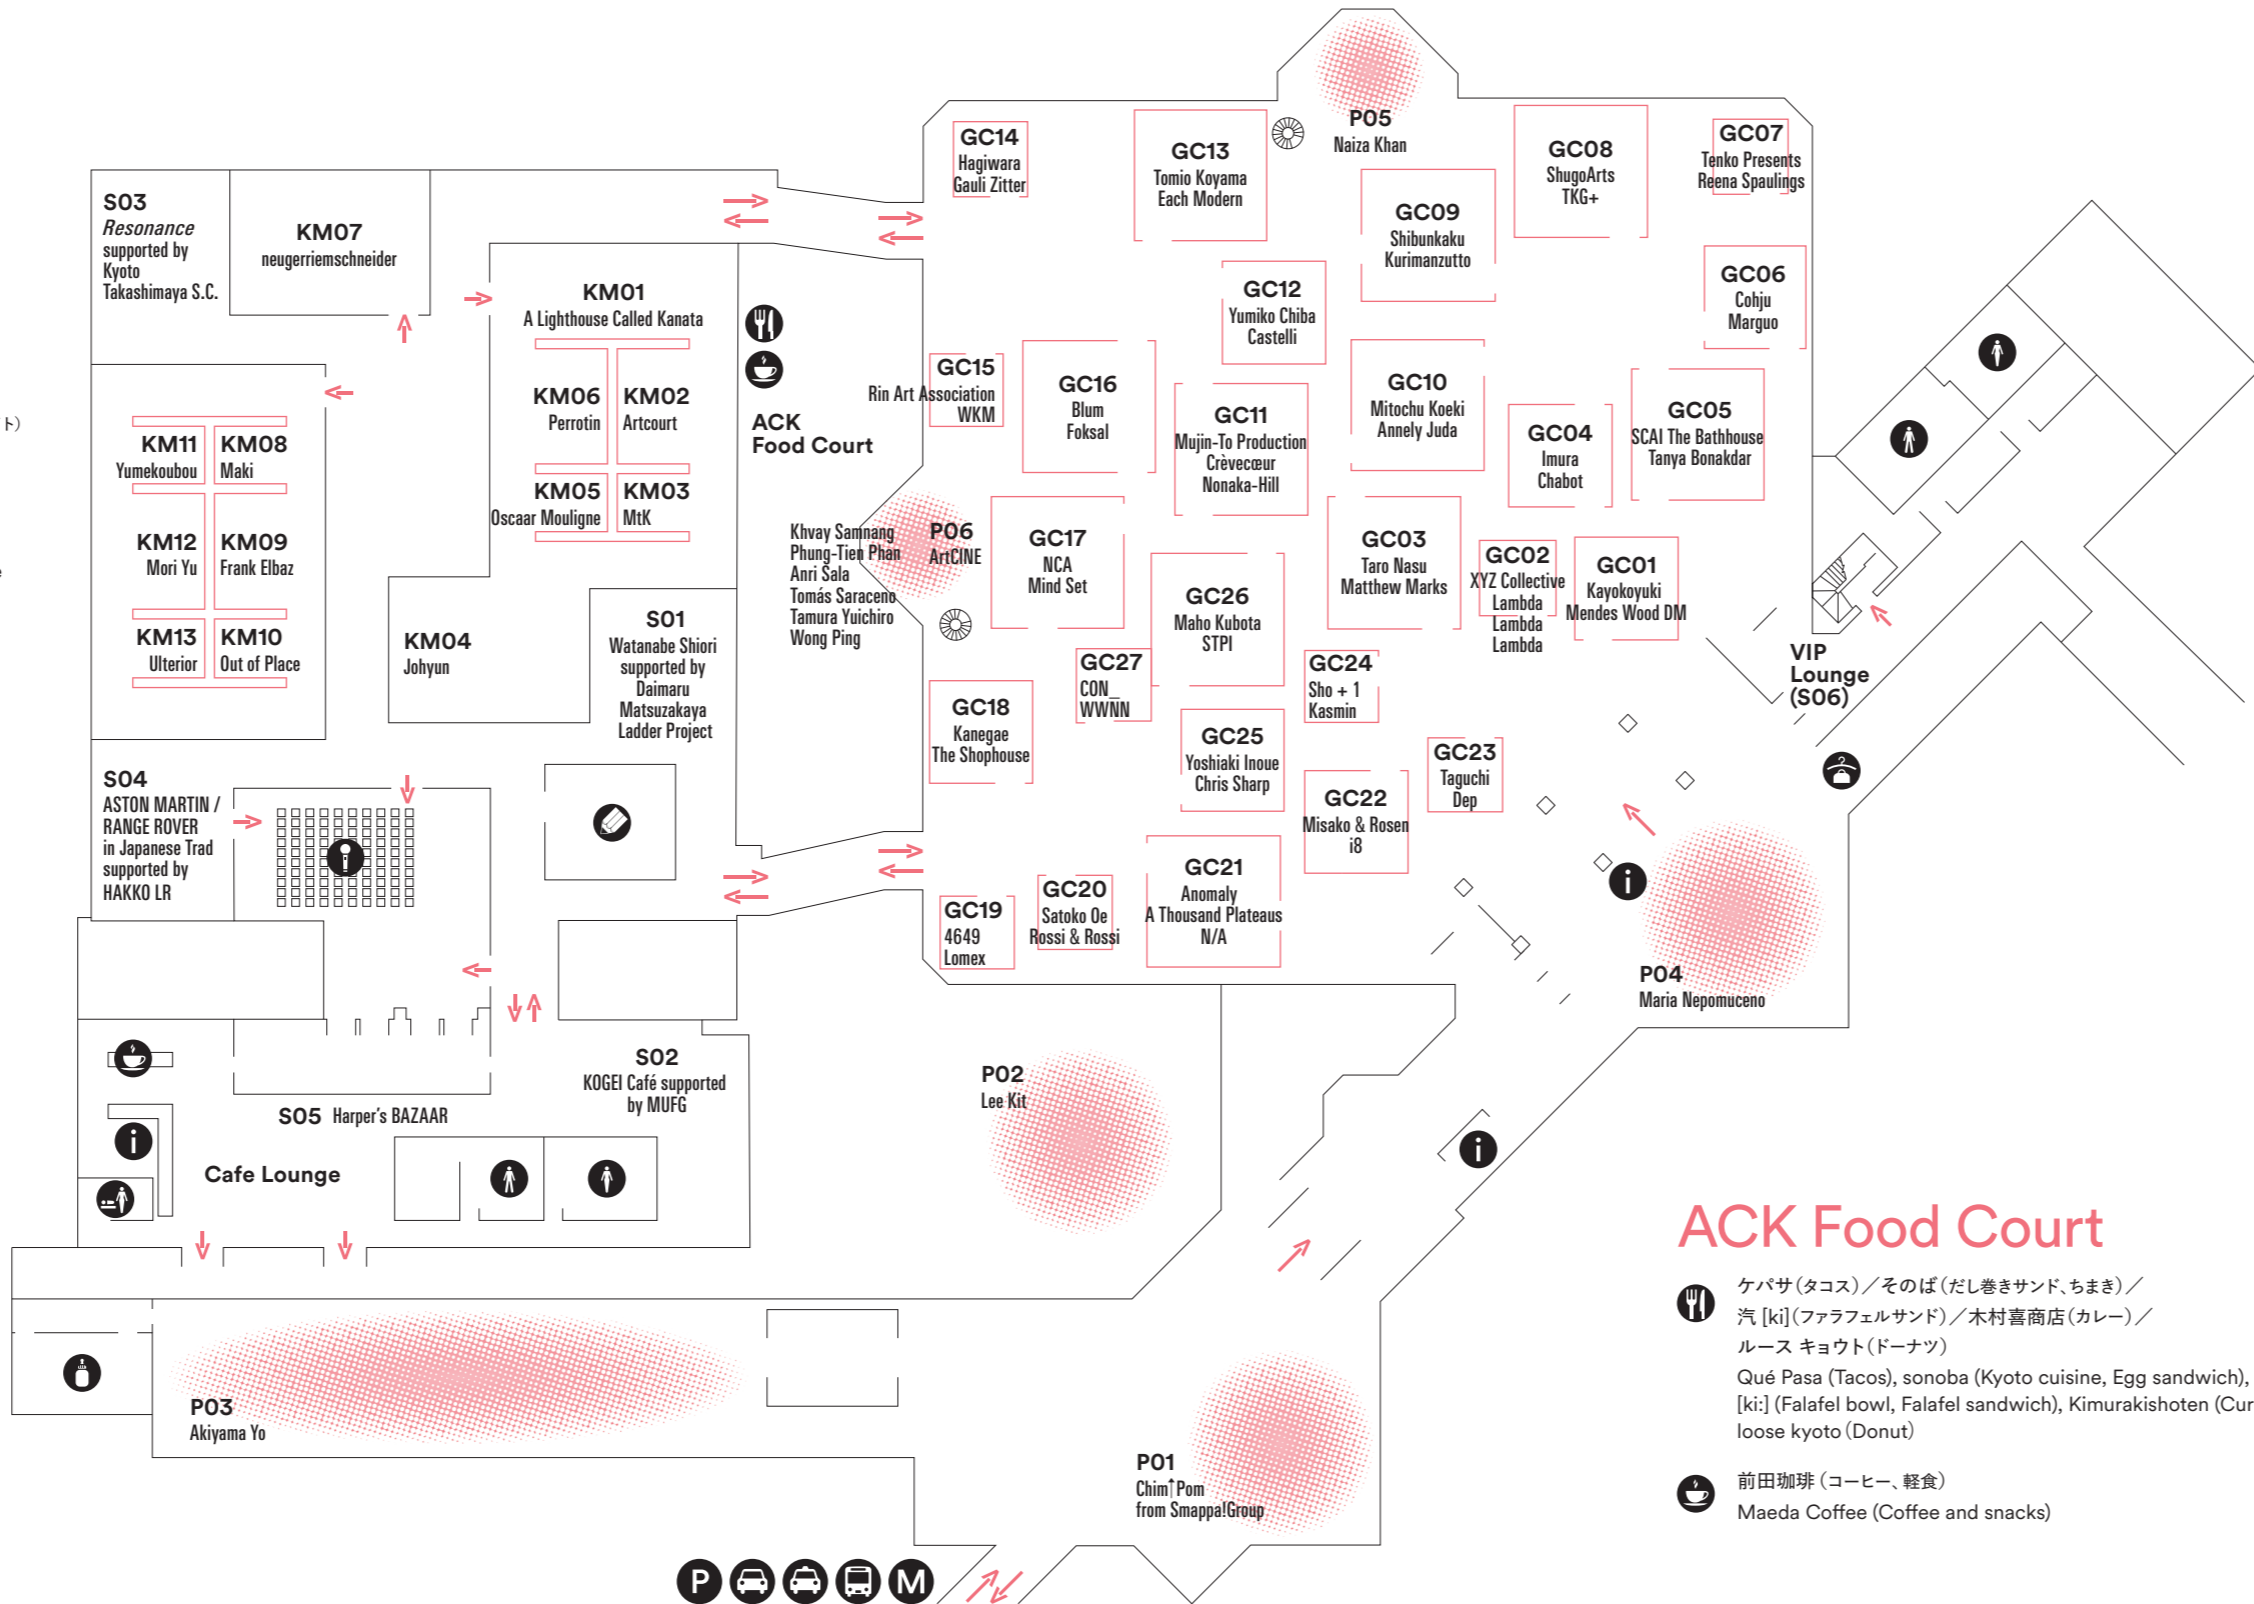 P05
Naiza Khan
GC14
Hagiwara
Gauli Zitter
GC13
Tomio Koyama
Each Modern
GC08
ShugoArts
TKG+
GC07
Tenko Presents
Reena Spaulings
GC09
Shibunkaku
Kurimanzutto
GC06
Cohju
Marguo
GC12
Yumiko Chiba
Castelli
S03
Resonance
supported by
Kyoto
Takashimaya S.C.
KM07
neugerriemschneider
KM01
A Lighthouse Called Kanata
KM06
Perrotin
KM02
Artcourt
KM05
Oscaar Mouligne
KM03
MtK
ACK
Food Court
ト）
KM11
Yumekoubou
KM08
Maki
KM12
Mori Yu
KM09
Frank Elbaz
KM13
Ulterior
KM10
Out of Place
e
KM04
Johyun
S01
Watanabe Shiori
supported by
Daimaru
Matsuzakaya
Ladder Project
Khvay Samnang
Phung-Tien Phan
Anri Sala
Tomás Saraceno
Tamura Yuichiro
Wong Ping
P06
ArtCINE
GC15
Rin Art Association
WKM
GC16
Blum
Foksal
GC11
Mujin-To Production
Crèvecœur
Nonaka-Hill
GC10
Mitochu Koeki
Annely Juda
GC04
Imura
Chabot
GC05
SCAI The Bathhouse
Tanya Bonakdar
GC17
NCA
Mind Set
GC26
Maho Kubota
STPI
GC03
Taro Nasu
Matthew Marks
GC02
XYZ Collective
Lambda
Lambda
Lambda
GC01
Kayokoyuki
Mendes Wood DM
VIP
Lounge
(S06)
GC27
CON_
WWNN
GC24
Sho + 1
Kasmin
GC18
Kanegae
The Shophouse
GC25
Yoshiaki Inoue
Chris Sharp
GC23
Taguchi
Dep
GC22
Misako & Rosen
i8
GC21
Anomaly
A Thousand Plateaus
N/A
GC20
Satoko Oe
Rossi & Rossi
GC19
4649
Lomex
S04
ASTON MARTIN /
RANGE ROVER
in Japanese Trad
supported by
HAKKO LR
i
P04
Maria Nepomuceno
S02
KOGEI Café supported
by MUFG
S05 Harper's BAZAAR
i
Cafe Lounge
P02
Lee Kit
i
P03
Akiyama Yo
P01
Chim↑Pom
from Smappa!Group
P
M
ACK Food Court
ケパサ（タコス）／そのば（だし巻きサンド、ちまき）／
汽 [ki]（ファラフェルサンド）／木村喜商店（カレー）／
ルース キョウト（ドーナツ）
Qué Pasa (Tacos), sonoba (Kyoto cuisine, Egg sandwich),
[ki:] (Falafel bowl, Falafel sandwich), Kimurakishoten (Cur
loose kyoto (Donut)
前田珈琲（コーヒー、軽食）
Maeda Coffee (Coffee and snacks)